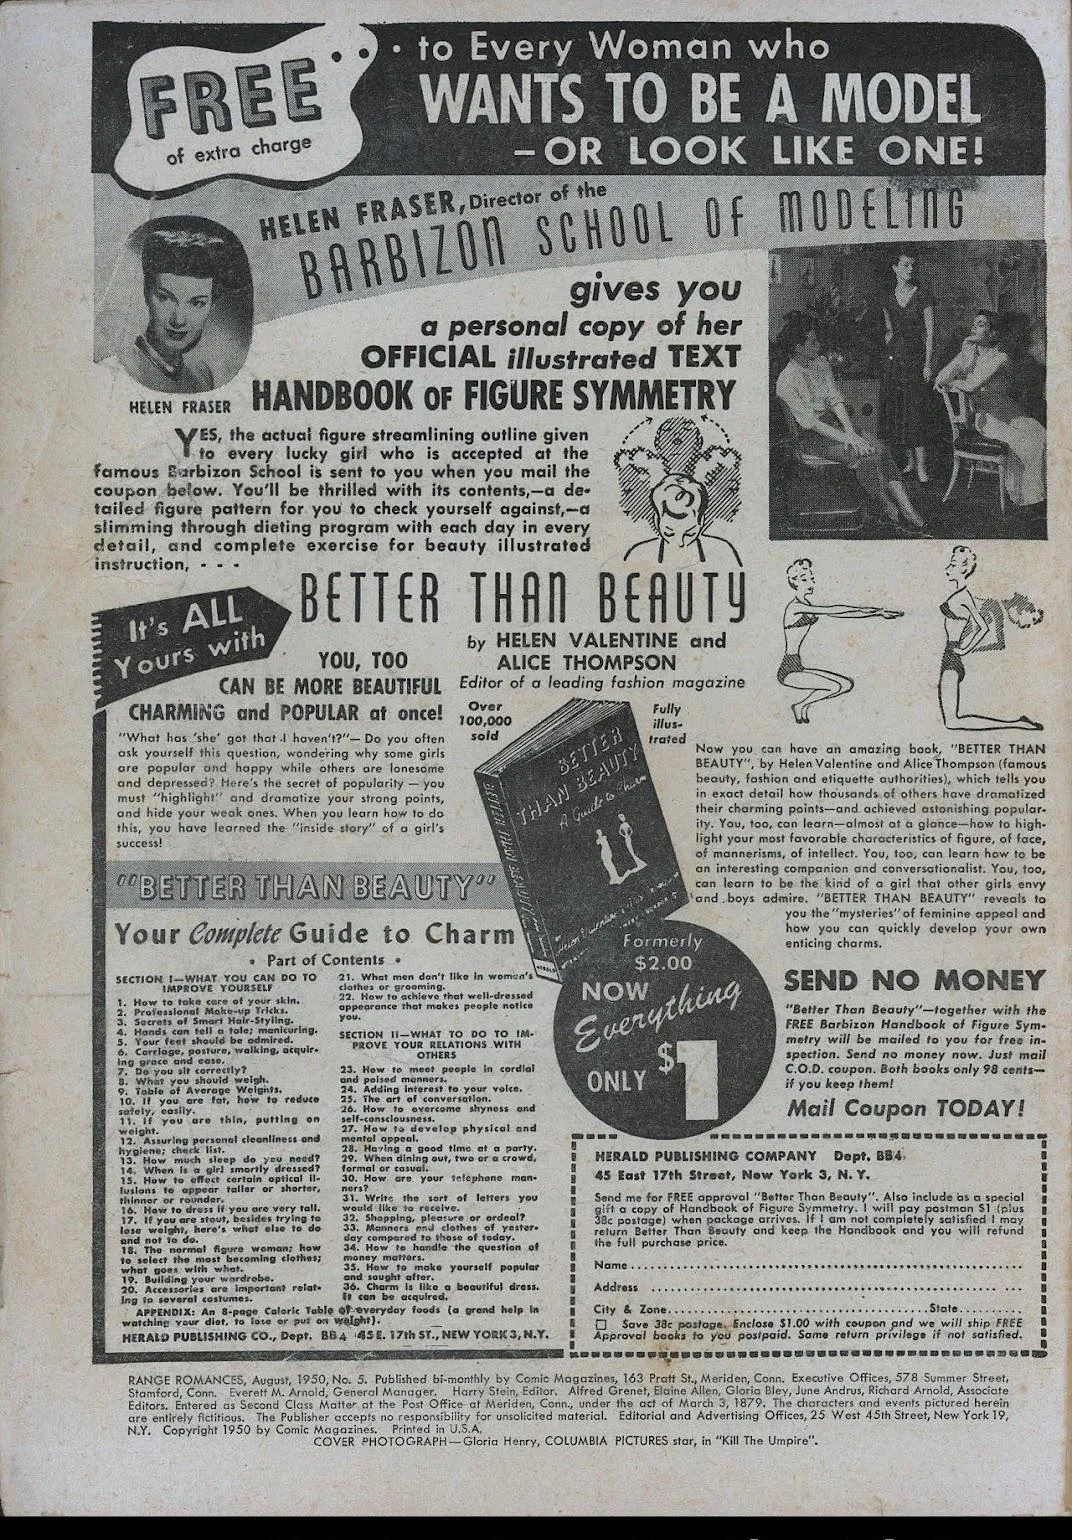 FREE
of extra charge
• • • to Every Woman who
WANTS TO BE A MODEL
–OR LOOK LIKE ONE!
HELEN FRASER, Director of the
BARBIZON SCHOOL OF MODELING
gives you
a personal copy of her
OFFICIAL illustrated TEXT
HANDBOOK OF FIGURE SYMMETRY
HELEN FRASER
YES, the actual figure streamlining outline given
to every lucky girl who is accepted at the
famous Barbizon School is sent to you when you mail the
coupon below. You'll be thrilled with its contents,—a de-
tailed figure pattern for you to check yourself against,—a
slimming through dieting program with each day in every
detail, and complete exercise for beauty illustrated
instruction, - - -
It's ALL
Yours with
BETTER THAN BEAUTY
by HELEN VALENTINE and
ALICE THOMPSON
Editor of a leading fashion magazine
YOU, TOO
CAN BE MORE BEAUTIFUL
CHARMING and POPULAR at once!
"What has 'she' got that I haven't?"— Do you often
ask yourself this question, wondering why some girls
are popular and happy while others are lonesome
and depressed? Here's the secret of popularity — you
must "highlight" and dramatize your strong points,
and hide your weak ones. When you learn how to do
this, you have learned the "inside story" of a girl's
success!
Over
100,000
sold
Fully
illus-
trated
BETTER
THAN BEAUTY
A Guide to Charm
BETTER THAN BEAUTY
Now you can have an amazing book, "BETTER THAN
BEAUTY", by Helen Valentine and Alice Thompson (famous
beauty, fashion and etiquette authorities), which tells you
in exact detail how thousands of others have dramatized
their charming points—and achieved astonishing popular-
ity. You, too, can learn—almost at a glance—how to high-
light your most favorable characteristics of figure, of face,
of mannerisms, of intellect. You, too, can learn how to be
an interesting companion and conversationalist. You, too,
can learn to be the kind of a girl that other girls envy
and boys admire. "BETTER THAN BEAUTY" reveals to
you the "mysteries" of feminine appeal and
how you can quickly develop your own
enticing charms.
"BETTER THAN BEAUTY"
Your Complete Guide to Charm
• Part of Contents •
SECTION I—WHAT YOU CAN DO TO
IMPROVE YOURSELF
1. How to take care of your skin.
2. Professional Make-up Tricks.
3. Secrets of Smart Hair-Styling.
4. Hands can tell a tale; manicuring.
5. Your feet should be admired.
6. Carriage, posture, walking, acquir-
ing grace and ease.
7. Do you sit correctly?
8. What you should weigh.
9. Table of Average Weights.
10. If you are fat, how to reduce
safely, easily.
11. If you are thin, putting on
weight.
12. Assuring personal cleanliness and
hygiene; check list.
13. How much sleep do you need?
14. When is a girl smartly dressed?
15. How to effect certain optical il-
lusions to appear taller or shorter,
thinner or rounder.
16. How to dress if you are very tall.
17. If you are stout, besides trying to
lose weight, here's what else to do
and not to do.
18. The normal figure woman; how
to select the most becoming clothes;
what goes with what.
19. Building your wardrobe.
20. Accessories are important relat-
ing to several costumes.
21. What men don't like in women's
clothes or grooming.
22. How to achieve that well-dressed
appearance that makes people notice
you.
SECTION II—WHAT TO DO TO IM-
PROVE YOUR RELATIONS WITH
OTHERS
23. How to meet people in cordial
and poised manners.
24. Adding interest to your voice.
25. The art of conversation.
26. How to overcome shyness and
self-consciousness.
27. How to develop physical and
mental appeal.
28. Having a good time at a party.
29. When dining out, two or a crowd,
formal or casual.
30. How are your telephone man-
ners?
31. Write the sort of letters you
would like to receive.
32. Shopping, pleasure or ordeal?
33. Manners and clothes of yester-
day compared to those of today.
34. How to handle the question of
money matters.
35. How to make yourself popular
and sought after.
36. Charm is like a beautiful dress.
It can be acquired.
APPENDIX: An 8-page Caloric Table of everyday foods (a grand help in
watching your diet, to lose or put on weight).
HERALD PUBLISHING CO., Dept. BB4 45 E. 17th ST., NEW YORK 3, N.Y.
Formerly
$2.00
NOW
Everything
ONLY $1
SEND NO MONEY
"Better Than Beauty"—together with the
FREE Barbizon Handbook of Figure Sym-
metry will be mailed to you for free in-
spection. Send no money now. Just mail
C.O.D. coupon. Both books only 98 cents—
if you keep them!
Mail Coupon TODAY!
HERALD PUBLISHING COMPANY Dept. BB4
45 East 17th Street, New York 3, N. Y.
Send me for FREE approval "Better Than Beauty". Also include as a special
gift a copy of Handbook of Figure Symmetry. I will pay postman $1 (plus
38c postage) when package arrives. If I am not completely satisfied I may
return Better Than Beauty and keep the Handbook and you will refund
the full purchase price.
Name
Address
City & Zone State
Save 38c postage. Enclose $1.00 with coupon and we will ship FREE
Approval books to you postpaid. Same return privilege if not satisfied.
RANGE ROMANCES, August, 1950, No. 5. Published bi-monthly by Comic Magazines, 163 Pratt St., Meriden, Conn. Executive Offices, 578 Summer Street,
Stamford, Conn. Everett M. Arnold, General Manager. Harry Stein, Editor. Alfred Grenet, Elaine Allen, Gloria Bley, June Andrus, Richard Arnold, Associate
Editors. Entered as Second Class Matter at the Post Office at Meriden, Conn., under the act of March 3, 1879. The characters and events pictured herein
are entirely fictitious. The Publisher accepts no responsibility for unsolicited material. Editorial and Advertising Offices, 25 West 45th Street, New York 19,
N.Y. Copyright 1950 by Comic Magazines. Printed in U.S.A.
COVER PHOTOGRAPH—Gloria Henry, COLUMBIA PICTURES star, in "Kill The Umpire".